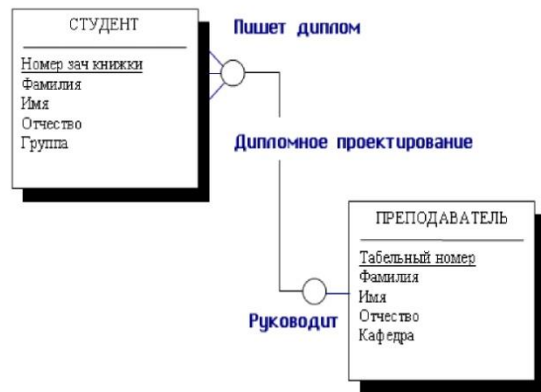 СТУДЕНТ
Номер зач книжки
Фамилия
Имя
Отчество
Группа
Пишет диплом
Дипломное проектирование
ПРЕПОДАВАТЕЛЬ
Табельный номер
Фамилия
Имя
Отчество
Кафедра
Руководит